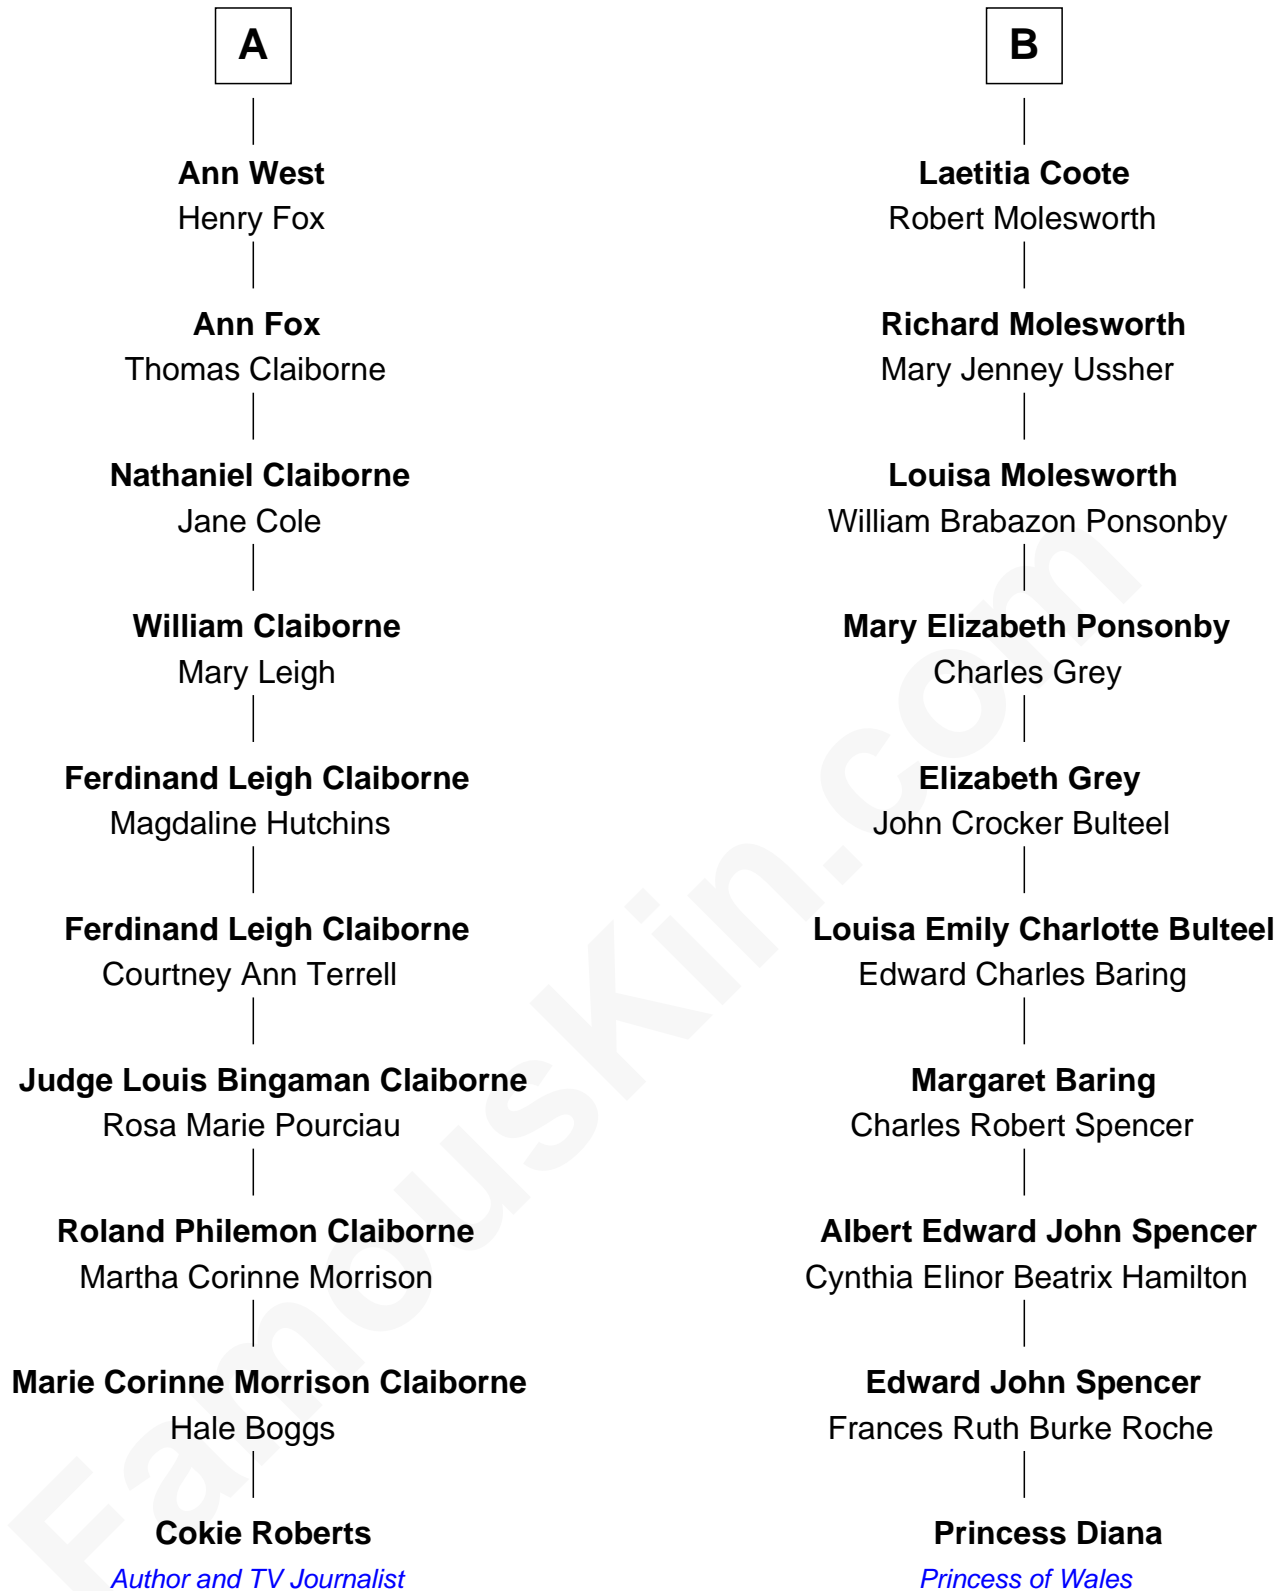 A
Ann West
Henry Fox
Ann Fox
Thomas Claiborne
Nathaniel Claiborne
Jane Cole
William Claiborne
Mary Leigh
Ferdinand Leigh Claiborne
Magdaline Hutchins
Ferdinand Leigh Claiborne
Courtney Ann Terrell
Judge Louis Bingaman Claiborne
Rosa Marie Pourciau
Roland Philemon Claiborne
Martha Corinne Morrison
Marie Corinne Morrison Claiborne
Hale Boggs
Cokie Roberts
Author and TV Journalist
B
Laetitia Coote
Robert Molesworth
Richard Molesworth
Mary Jenney Ussher
Louisa Molesworth
William Brabazon Ponsonby
Mary Elizabeth Ponsonby
Charles Grey
Elizabeth Grey
John Crocker Bulteel
Louisa Emily Charlotte Bulteel
Edward Charles Baring
Margaret Baring
Charles Robert Spencer
Albert Edward John Spencer
Cynthia Elinor Beatrix Hamilton
Edward John Spencer
Frances Ruth Burke Roche
Princess Diana
Princess of Wales
FamousKin.com